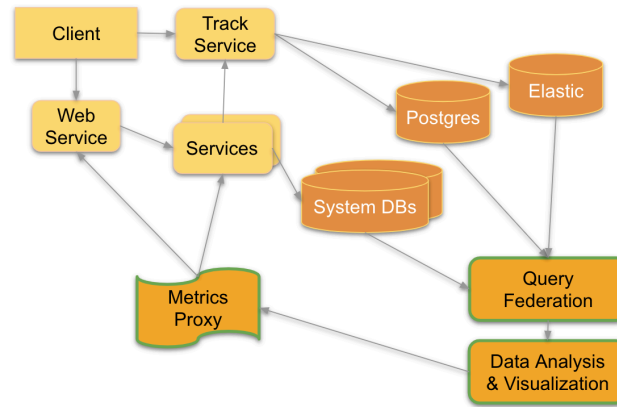 Client
Track
Service
Elastic
Postgres
Web
Service
Services
System DBs
Query
Federation
Metrics
Proxy
Data Analysis
& Visualization